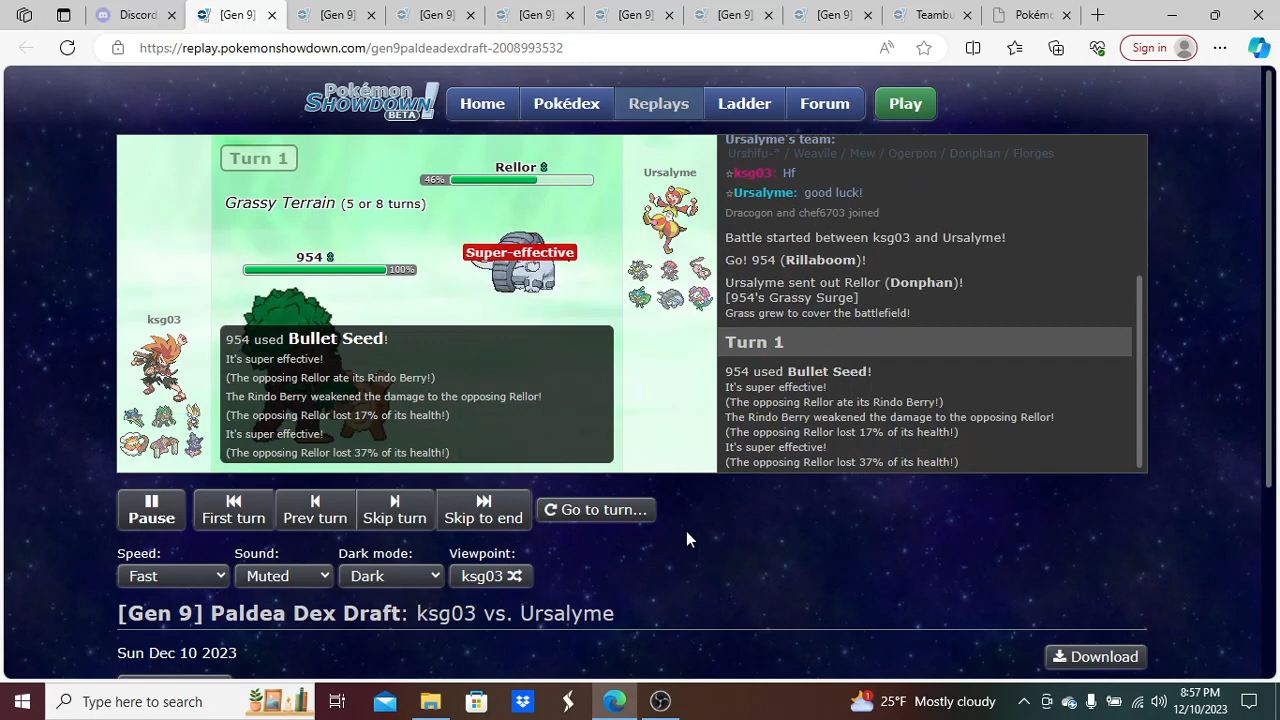 Discord
[Gen 9]
[Gen 9]
[Gen 9]
[Gen 9]
[Gen 9]
[Gen 9]
[Gen 9]
Teambu
Pokém
https://replay.pokemonshowdown.com/gen9paldeadexdraft-2008993532
Sign in
Pokémon
SHOWDOWN!
BETA
Home
Pokédex
Replays
Ladder
Forum
Play
Turn 1
Rellor
46%
Grassy Terrain (5 or 8 turns)
954
100%
Super-effective
ksg03
Ursalyme
954 used Bullet Seed!
It's super effective!
(The opposing Rellor ate its Rindo Berry!)
The Rindo Berry weakened the damage to the opposing Rellor!
(The opposing Rellor lost 17% of its health!)
It's super effective!
(The opposing Rellor lost 37% of its health!)
Ursalyme's team:
Urshifu-* / Weavile / Mew / Ogerpon / Donphan / Florges
☆ksg03: Hf
☆Ursalyme: good luck!
Dracogon and chef6703 joined
Battle started between ksg03 and Ursalyme!
Go! 954 (Rillaboom)!
Ursalyme sent out Rellor (Donphan)!
[954's Grassy Surge]
Grass grew to cover the battlefield!
Turn 1
954 used Bullet Seed!
It's super effective!
(The opposing Rellor ate its Rindo Berry!)
The Rindo Berry weakened the damage to the opposing Rellor!
(The opposing Rellor lost 17% of its health!)
It's super effective!
(The opposing Rellor lost 37% of its health!)
Pause
First turn
Prev turn
Skip turn
Skip to end
Go to turn...
Speed:
Sound:
Dark mode:
Viewpoint:
Fast
Muted
Dark
ksg03
[Gen 9] Paldea Dex Draft: ksg03 vs. Ursalyme
Sun Dec 10 2023
Download
Type here to search
1
25°F Mostly cloudy
8:57 PM
12/10/2023